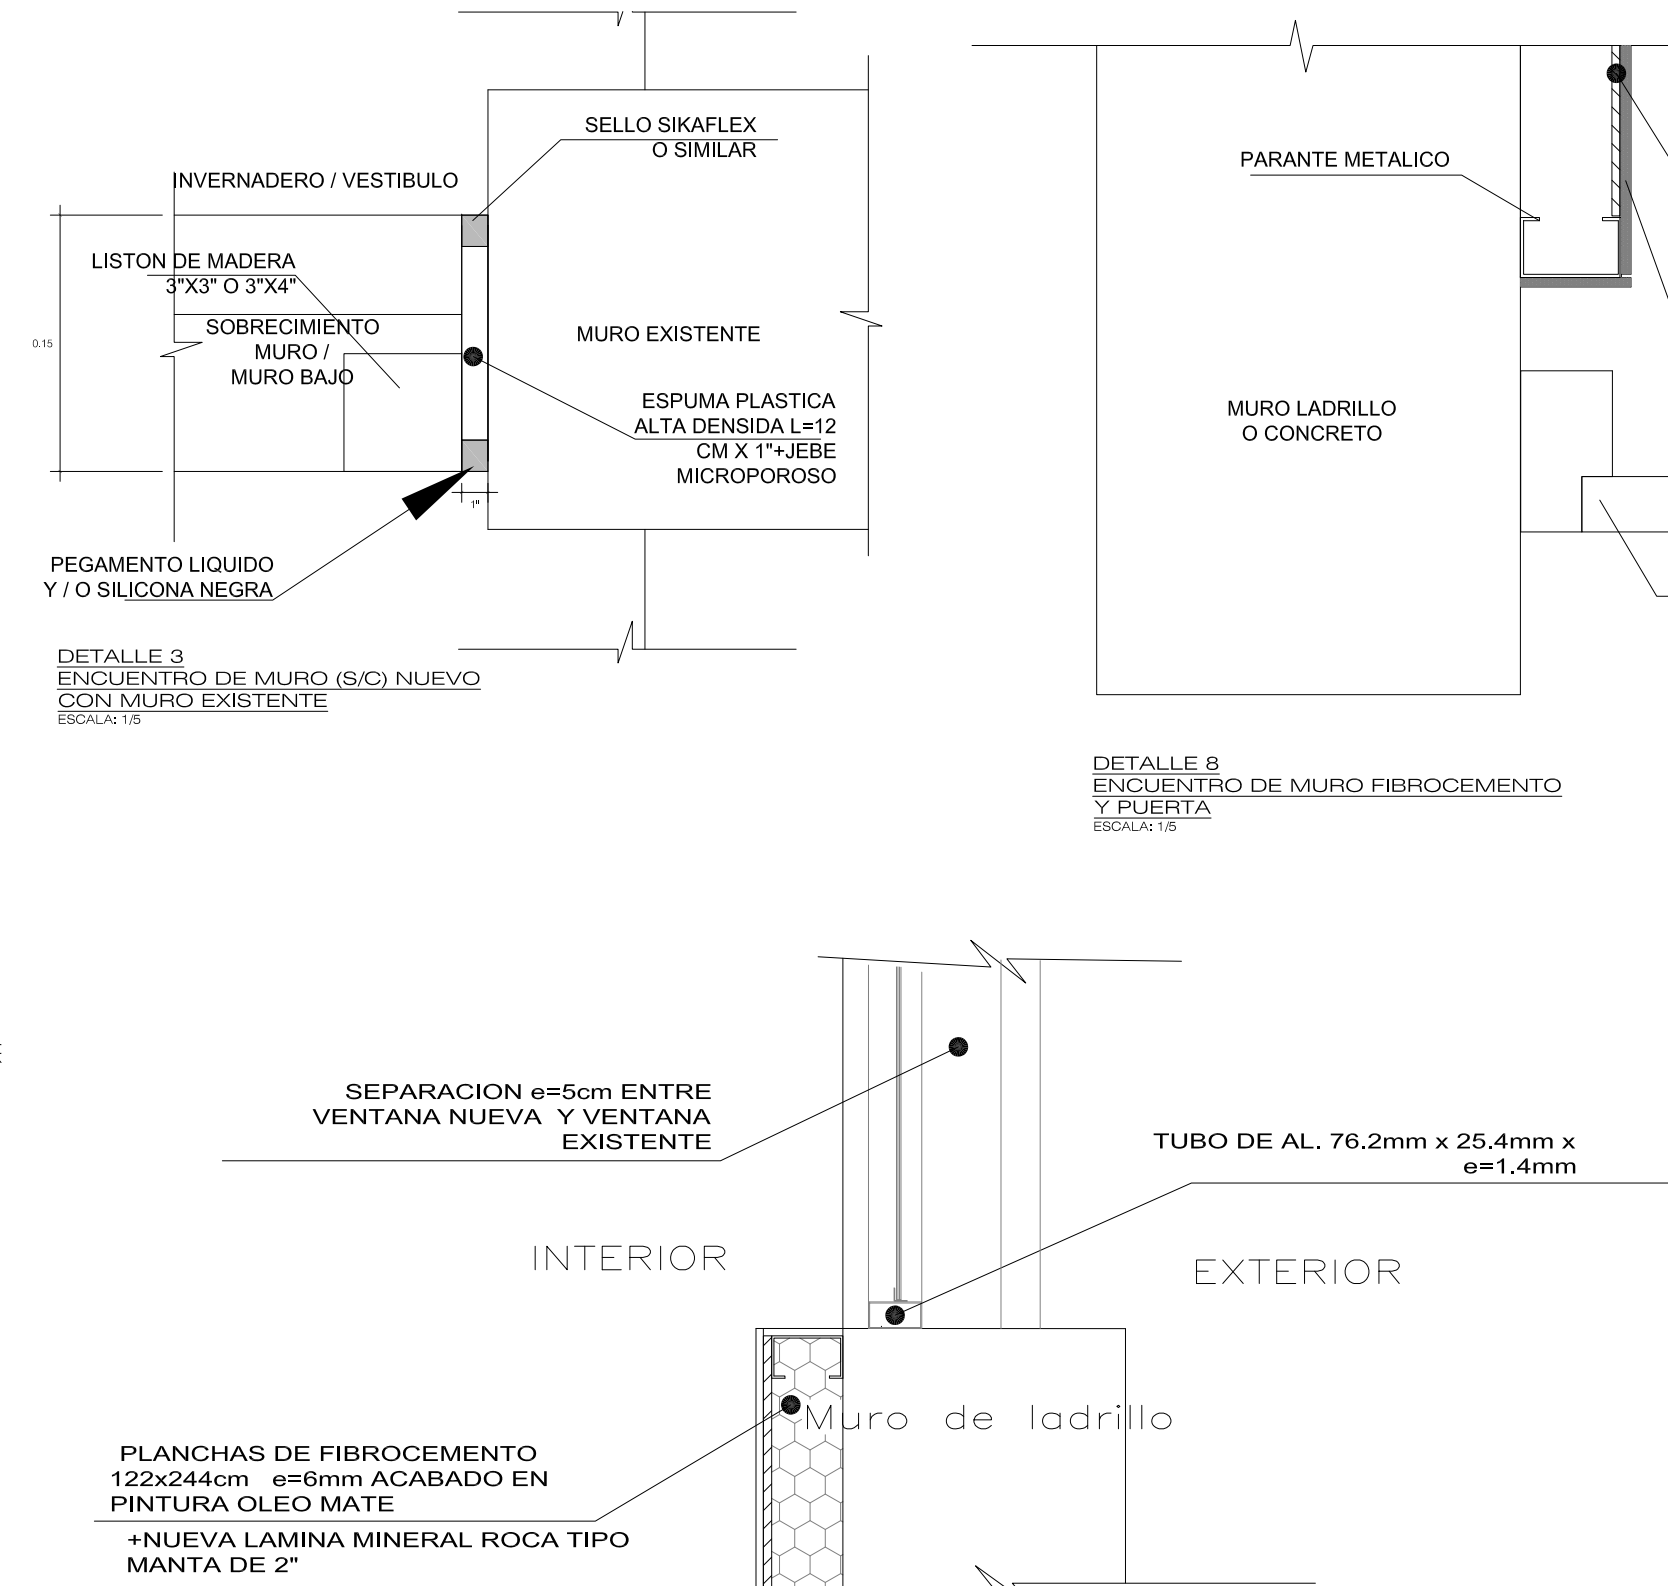 SELLO SIKAFLEX
O SIMILAR
INVERNADERO / VESTIBULO
LISTON DE MADERA
3"X3" O 3"X4"
SOBRECIMIENTO
MURO /
MURO BAJO
0.15
MURO EXISTENTE
ESPUMA PLASTICA
ALTA DENSIDA L=12
CM X 1"+JEBE
MICROPOROSO
1"
PEGAMENTO LIQUIDO
Y / O SILICONA NEGRA
DETALLE 3
ENCUENTRO DE MURO (S/C) NUEVO
CON MURO EXISTENTE
ESCALA: 1/5
PARANTE METALICO
MURO LADRILLO
O CONCRETO
DETALLE 8
ENCUENTRO DE MURO FIBROCEMENTO
Y PUERTA
ESCALA: 1/5
SEPARACION e=5cm ENTRE
VENTANA NUEVA Y VENTANA
EXISTENTE
TUBO DE AL. 76.2mm x 25.4mm x
e=1.4mm
INTERIOR
EXTERIOR
Muro de ladrillo
PLANCHAS DE FIBROCEMENTO
122x244cm e=6mm ACABADO EN
PINTURA OLEO MATE
+NUEVA LAMINA MINERAL ROCA TIPO
MANTA DE 2"